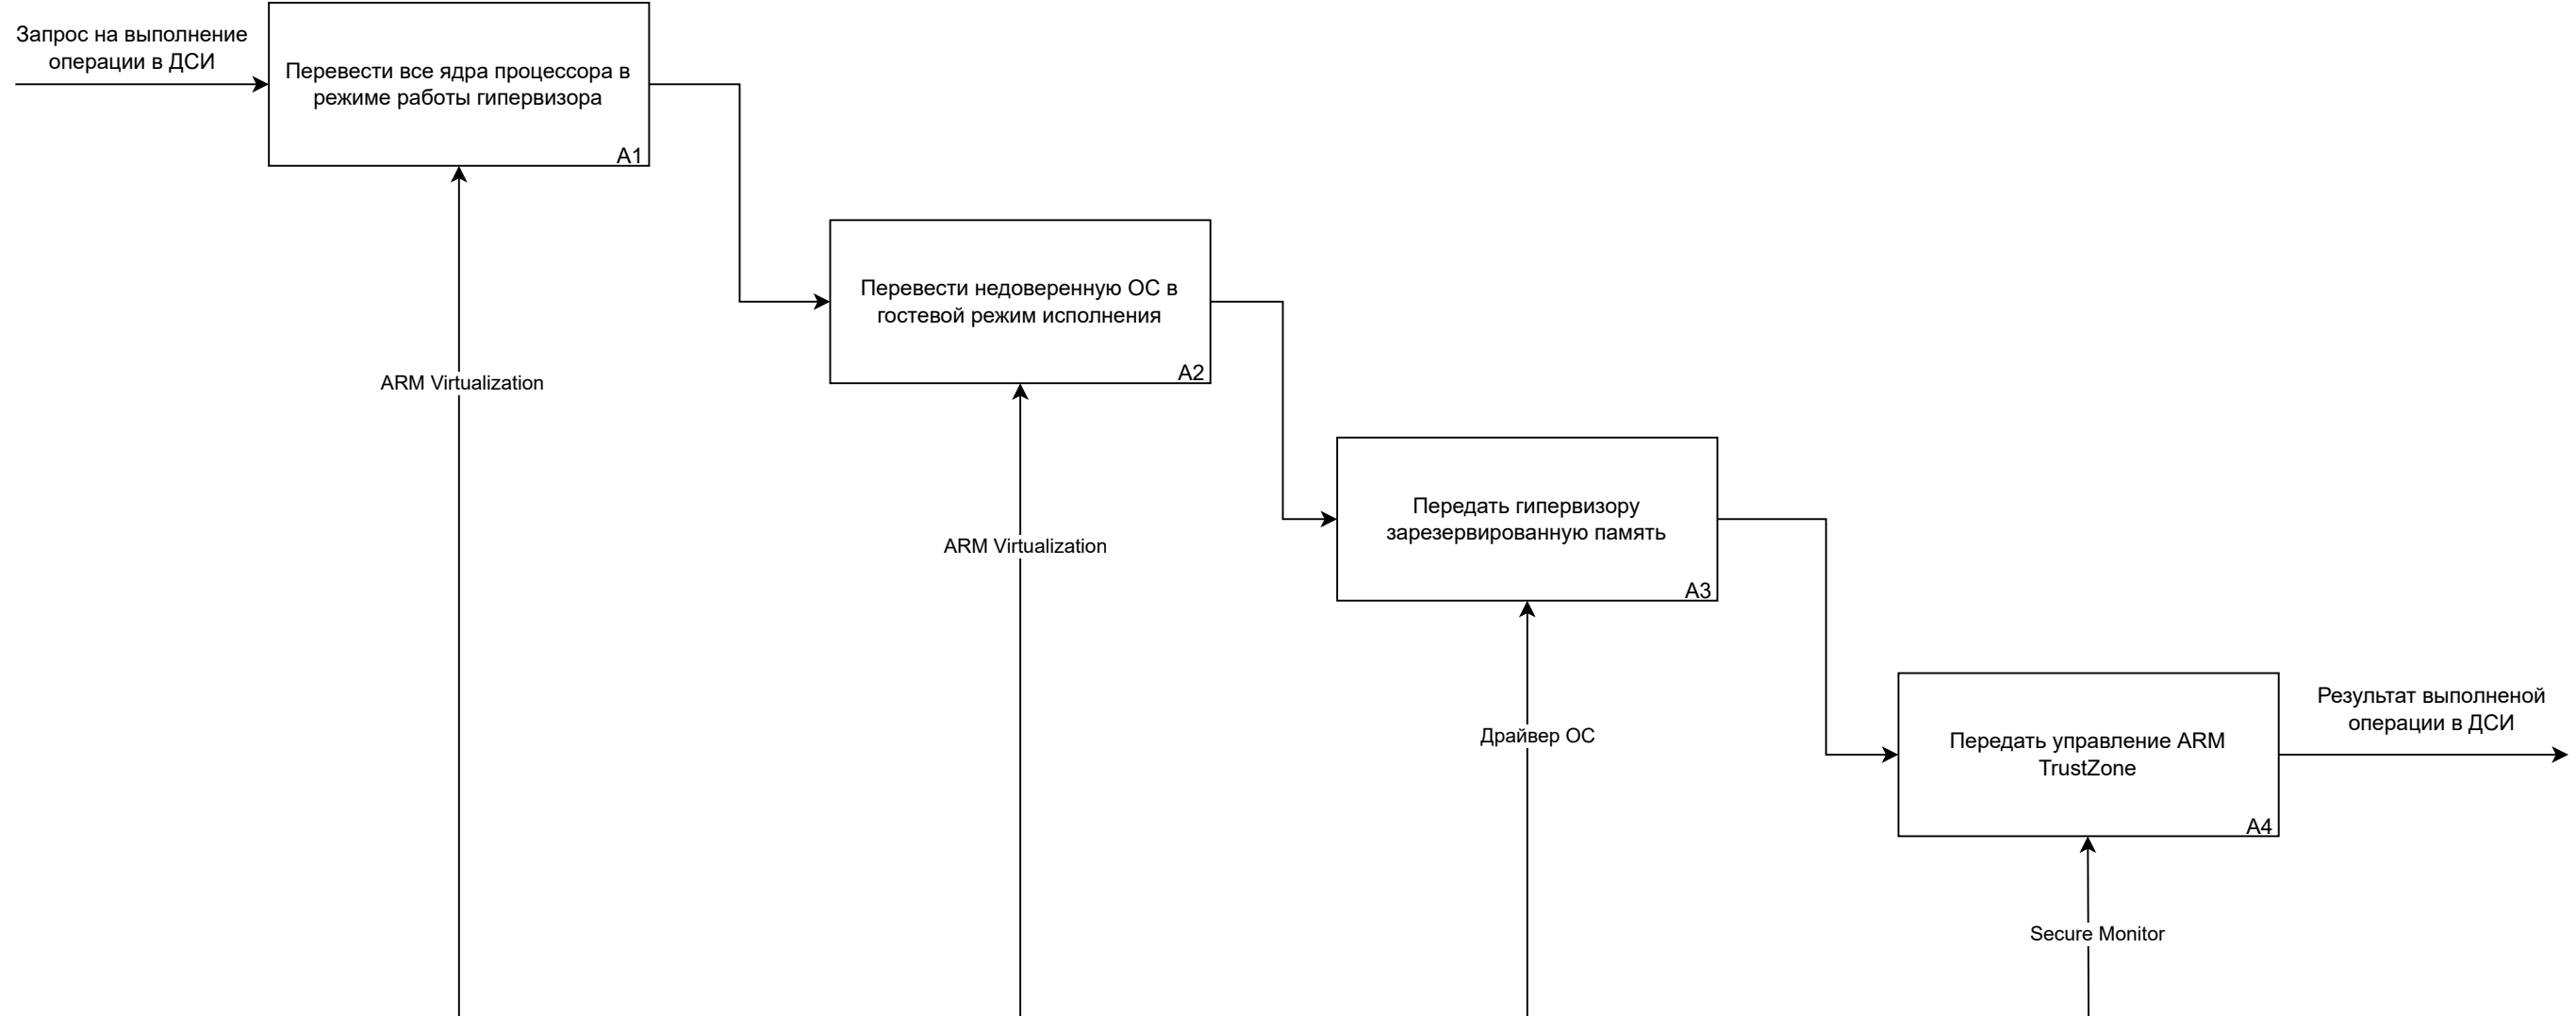 Запрос на выполнение
операции в ДСИ
Перевести все ядра процессора в
режиме работы гипервизора
A1
ARM Virtualization
Перевести недоверенную ОС в
гостевой режим исполнения
A2
ARM Virtualization
Передать гипервизору
зарезервированную память
A3
Драйвер ОС
Передать управление ARM
TrustZone
A4
Secure Monitor
Результат выполненой
операции в ДСИ